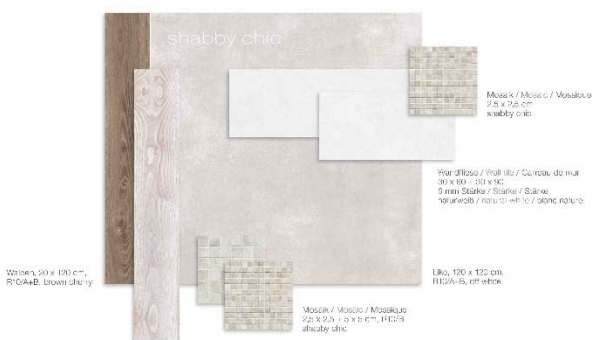 shabby chic
Mosaik / Mosaic / Mosaïque
2,5 x 2,5 cm
shabby chic
Wandfliese / Wall tile / Carreau de mur
30 x 60 + 30 x 90
8 mm Stärke / Stärke / Stärke
naturweiß / natural-white / blanc nature
Walden, 20 x 120 cm,
R10/A+B, brown cherry
Like, 120 x 120 cm,
R10/A+B, off white
Mosaik / Mosaic / Mosaïque
2,5 x 2,5 + 5 x 5 cm, R10/B
shabby chic